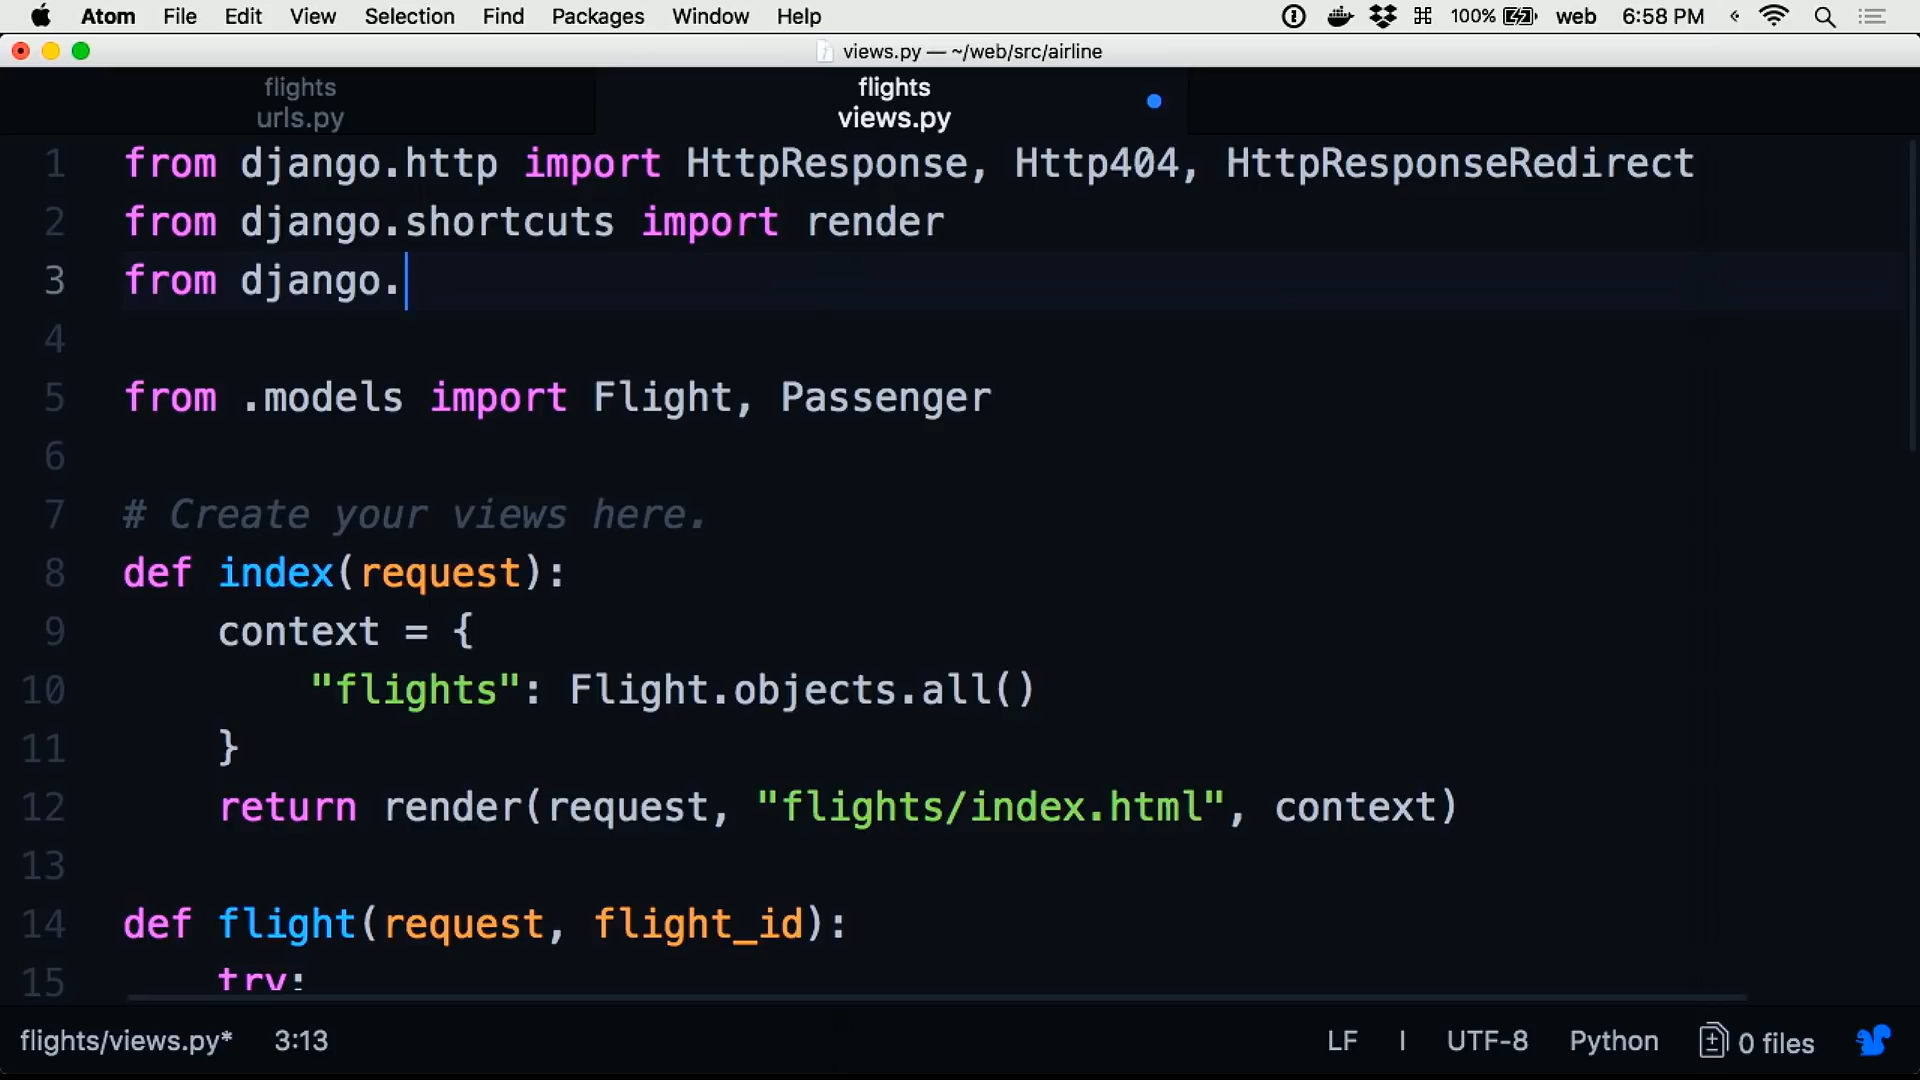 Atom File Edit View Selection Find Packages Window Help 100% web 6:58 PM
views.py — ~/web/src/airline
flights
urls.py
flights
views.py
1 from django.http import HttpResponse, Http404, HttpResponseRedirect
2 from django.shortcuts import render
3 from django.
4
5 from .models import Flight, Passenger
6
7 # Create your views here.
8 def index(request):
9 context = {
10 "flights": Flight.objects.all()
11 }
12 return render(request, "flights/index.html", context)
13
14 def flight(request, flight_id):
15 try:
flights/views.py* 3:13 LF I UTF-8 Python 0 files